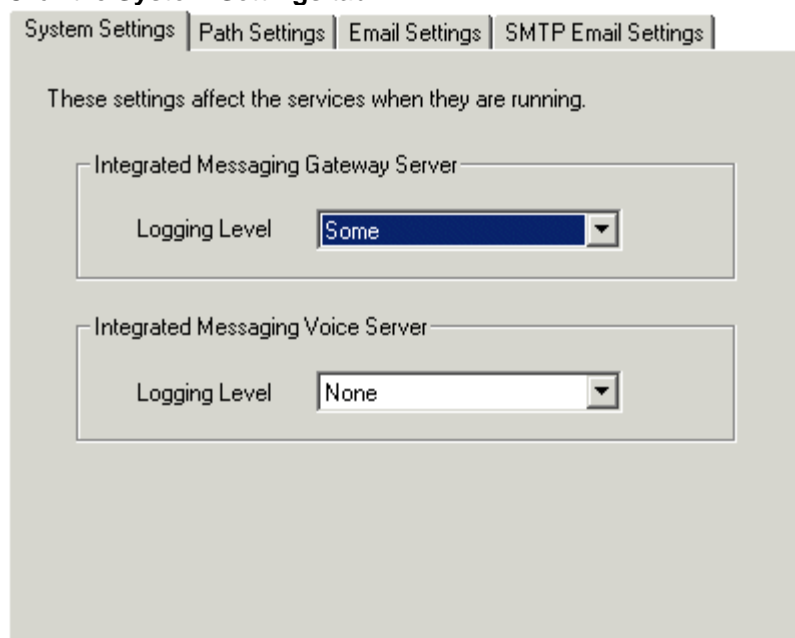 System Settings Path Settings Email Settings SMTP Email Settings
These settings affect the services when they are running.
Integrated Messaging Gateway Server
Logging Level Some
Integrated Messaging Voice Server
Logging Level None